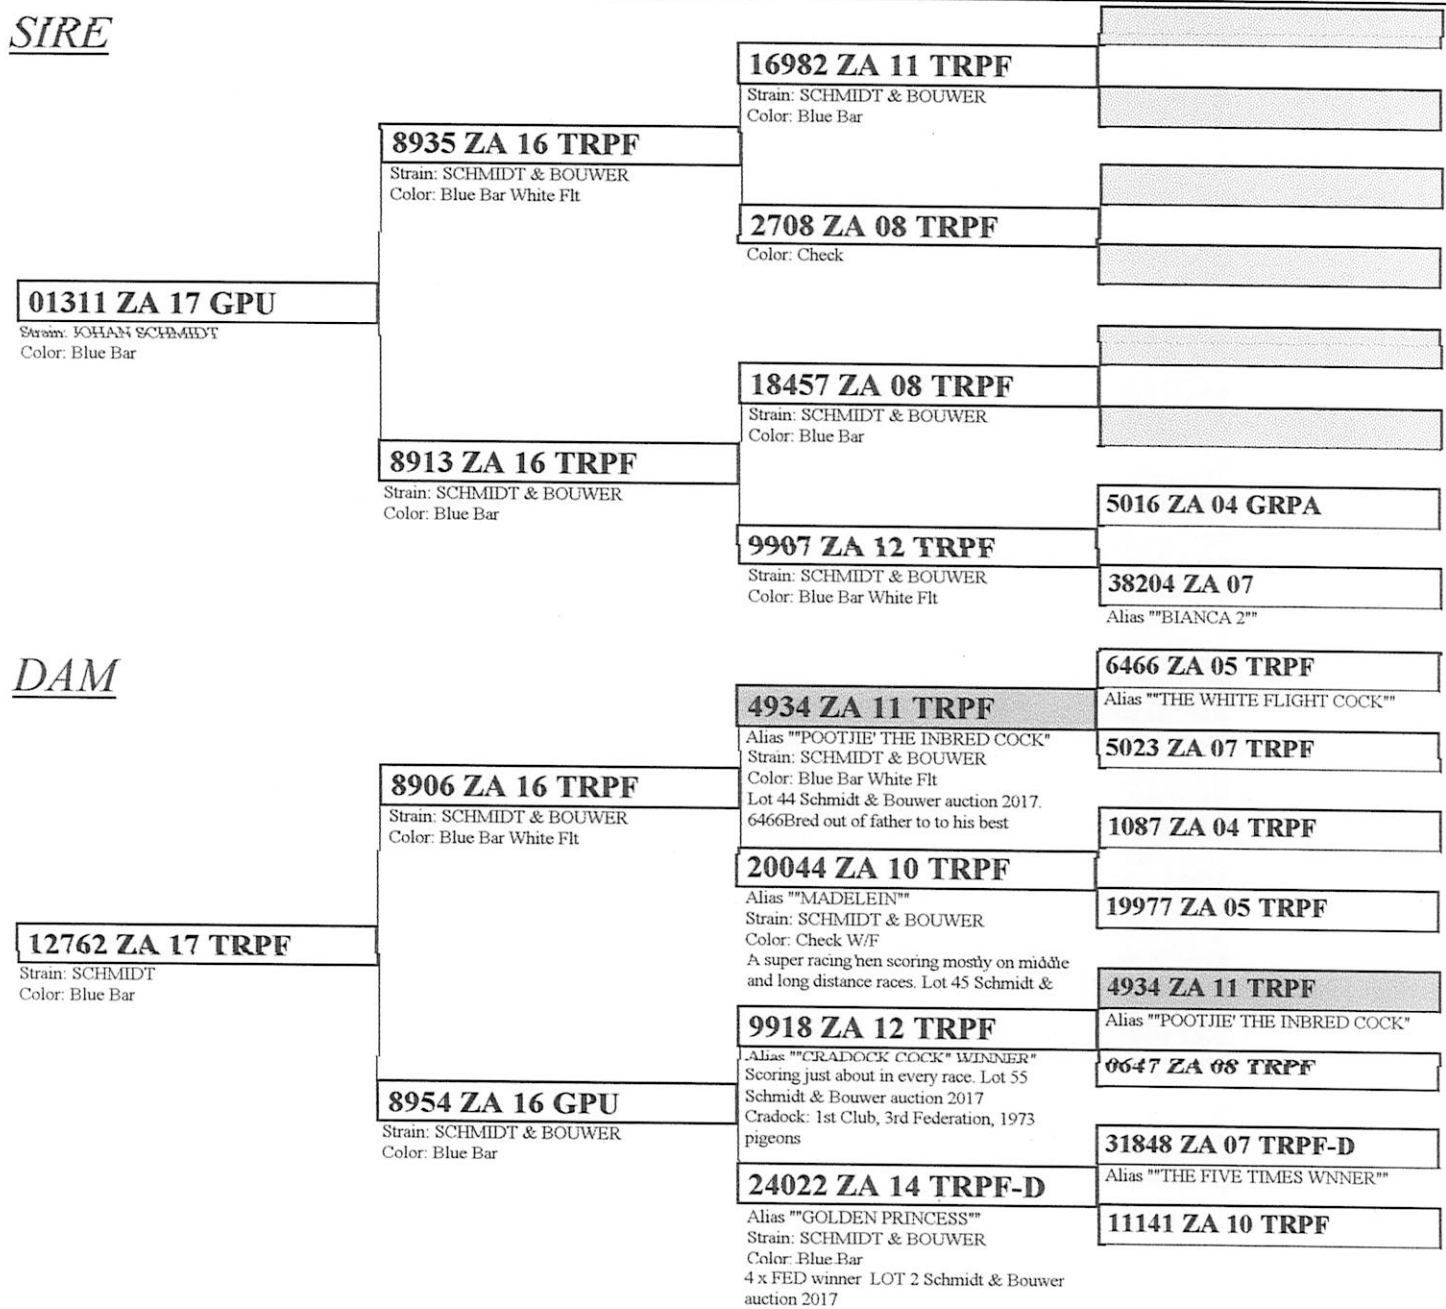 SIRE
16982 ZA 11 TRPF
Strain: SCHMIDT & BOUWER
Color: Blue Bar
8935 ZA 16 TRPF
Strain: SCHMIDT & BOUWER
Color: Blue Bar White Flt
2708 ZA 08 TRPF
Color: Check
01311 ZA 17 GPU
Strain: JOHAN SCHMIDT
Color: Blue Bar
18457 ZA 08 TRPF
Strain: SCHMIDT & BOUWER
Color: Blue Bar
8913 ZA 16 TRPF
Strain: SCHMIDT & BOUWER
Color: Blue Bar
5016 ZA 04 GRPA
9907 ZA 12 TRPF
Strain: SCHMIDT & BOUWER
Color: Blue Bar White Flt
38204 ZA 07
Alias ""BIANCA 2""
DAM
6466 ZA 05 TRPF
Alias ""THE WHITE FLIGHT COCK""
4934 ZA 11 TRPF
Alias ""POOTJIE' THE INBRED COCK"
Strain: SCHMIDT & BOUWER
Color: Blue Bar White Flt
Lot 44 Schmidt & Bouwer auction 2017.
6466Bred out of father to to his best
5023 ZA 07 TRPF
8906 ZA 16 TRPF
Strain: SCHMIDT & BOUWER
Color: Blue Bar White Flt
1087 ZA 04 TRPF
20044 ZA 10 TRPF
Alias ""MADELEIN""
Strain: SCHMIDT & BOUWER
Color: Check W/F
A super racing hen scoring mostly on middle
and long distance races. Lot 45 Schmidt &
19977 ZA 05 TRPF
12762 ZA 17 TRPF
Strain: SCHMIDT
Color: Blue Bar
4934 ZA 11 TRPF
Alias ""POOTJIE' THE INBRED COCK"
9918 ZA 12 TRPF
Alias ""CRADOCK COCK" WINNER"
Scoring just about in every race. Lot 55
Schmidt & Bouwer auction 2017
Cradock: 1st Club, 3rd Federation, 1973
pigeons
0647 ZA 08 TRPF
8954 ZA 16 GPU
Strain: SCHMIDT & BOUWER
Color: Blue Bar
31848 ZA 07 TRPF-D
Alias ""THE FIVE TIMES WNNER""
24022 ZA 14 TRPF-D
Alias ""GOLDEN PRINCESS""
Strain: SCHMIDT & BOUWER
Color: Blue Bar
4 x FED winner LOT 2 Schmidt & Bouwer
auction 2017
11141 ZA 10 TRPF